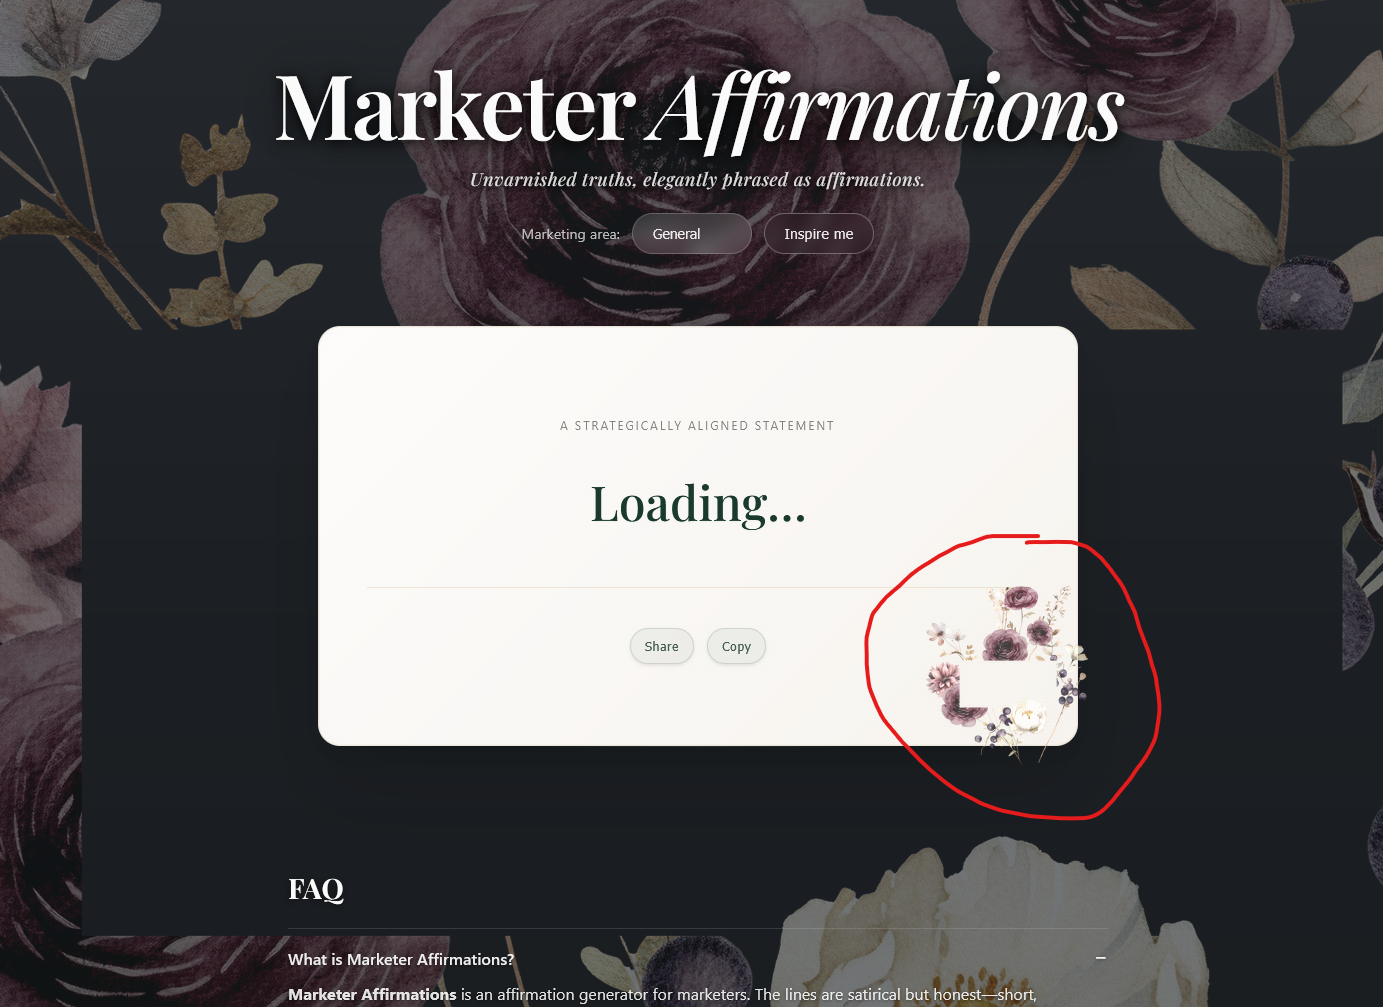 Marketer Affirmations
Unvarnished truths, elegantly phrased as affirmations.
Marketing area: General Inspire me
A STRATEGICALLY ALIGNED STATEMENT
Loading...
Share Copy
FAQ
What is Marketer Affirmations? –
Marketer Affirmations is an affirmation generator for marketers. The lines are satirical but honest—short,